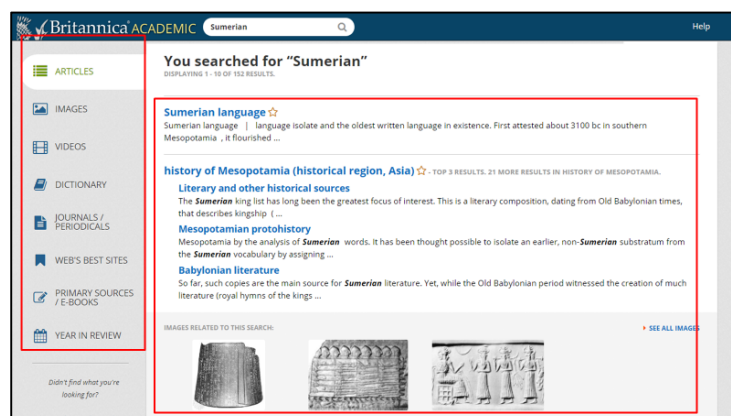 Britannica ACADEMIC
Sumerian
Help
ARTICLES
IMAGES
VIDEOS
DICTIONARY
JOURNALS /
PERIODICALS
WEB'S BEST SITES
PRIMARY SOURCES
/ E-BOOKS
YEAR IN REVIEW
Didn't find what you're
looking for?
You searched for “Sumerian”
DISPLAYING 1 - 10 OF 152 RESULTS.
Sumerian language
Sumerian language | language isolate and the oldest written language in existence. First attested about 3100 bc in southern
Mesopotamia , it flourished ...
history of Mesopotamia (historical region, Asia) - TOP 3 RESULTS. 21 MORE RESULTS IN HISTORY OF MESOPOTAMIA.
Literary and other historical sources
The Sumerian king list has long been the greatest focus of interest. This is a literary composition, dating from Old Babylonian times,
that describes kingship ( ...
Mesopotamian protohistory
Mesopotamia by the analysis of Sumerian words. It has been thought possible to isolate an earlier, non-Sumerian substratum from
the Sumerian vocabulary by assigning ...
Babylonian literature
So far, such copies are the main source for Sumerian literature. Yet, while the Old Babylonian period witnessed the creation of much
literature (royal hymns of the kings ...
IMAGES RELATED TO THIS SEARCH:
SEE ALL IMAGES